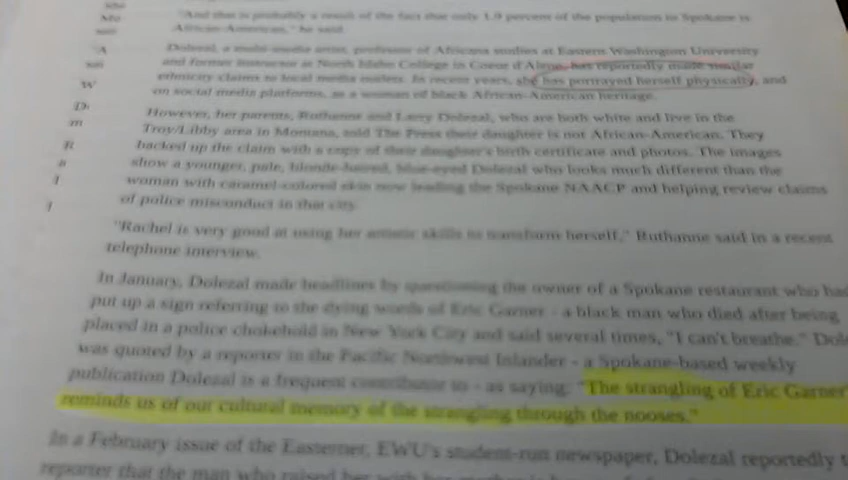 "And that is probably a result of the fact that only 1.9 percent of the population in Spokane is
African-American," he said.
Dolezal, a multi-media artist, professor of Africana studies at Eastern Washington University
and former instructor at North Idaho College in Coeur d'Alene, has reportedly made similar
ethnicity claims to local media outlets. In recent years, she has portrayed herself physically, and
on social media platforms, as a woman of black African-American heritage.
However, her parents, Ruthanne and Larry Dolezal, who are both white and live in the
Troy/Libby area in Montana, told The Press their daughter is not African-American. They
backed up the claim with a copy of their daughter's birth certificate and photos. The images
show a younger, pale, blonde-haired, blue-eyed Dolezal who looks much different than the
woman with caramel-colored skin now leading the Spokane NAACP and helping review claims
of police misconduct in that city.
"Rachel is very good at using her artistic skills to transform herself," Ruthanne said in a recent
telephone interview.
In January, Dolezal made headlines by questioning the owner of a Spokane restaurant who had
put up a sign referring to the dying words of Eric Garner - a black man who died after being
placed in a police chokehold in New York City and said several times, "I can't breathe." Dol
was quoted by a reporter in the Pacific Northwest Inlander - a Spokane-based weekly
publication Dolezal is a frequent contributor to - as saying: "The strangling of Eric Garner
reminds us of our cultural memory of the strangling through the nooses."
In a February issue of the Easterner, EWU's student-run newspaper, Dolezal reportedly t
reporter that the man who raised her with her